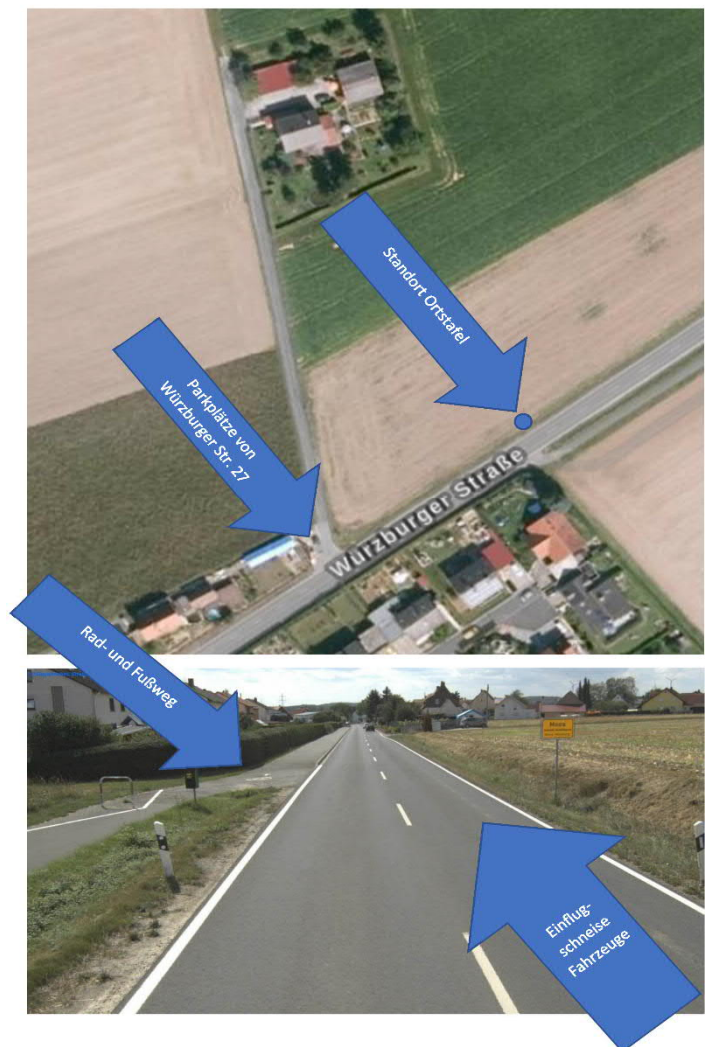 Standort Ortstafel
Parkplätze von
Würzburger Str. 27
Würzburger Straße
Rad- und Fußweg
Einflug-
schneise
Fahrzeuge